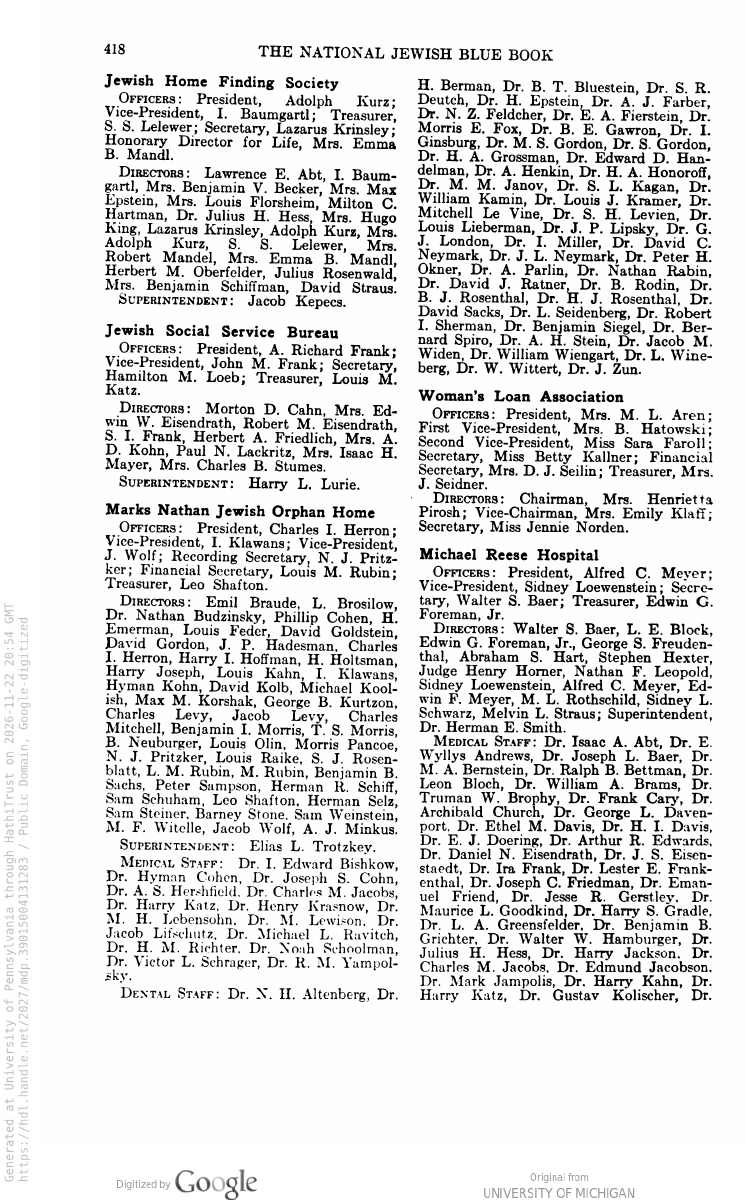 418
THE NATIONAL JEWISH BLUE BOOK
Jewish Home Finding Society
OFFICERS: President, Adolph Kurz;
Vice-President, I. Baumgartl; Treasurer,
S. S. Lelewer; Secretary, Lazarus Krinsley;
Honorary Director for Life, Mrs. Emma
B. Mandl.
DIRECTORS: Lawrence E. Abt, I. Baum-
gartl, Mrs. Benjamin V. Becker, Mrs. Max
Epstein, Mrs. Louis Florsheim, Milton C.
Hartman, Dr. Julius H. Hess, Mrs. Hugo
King, Lazarus Krinsley, Adolph Kurz, Mrs.
Adolph Kurz, S. S. Lelewer, Mrs.
Robert Mandel, Mrs. Emma B. Mandl,
Herbert M. Oberfelder, Julius Rosenwald,
Mrs. Benjamin Schiffman, David Straus.
SUPERINTENDENT: Jacob Kepecs.
Jewish Social Service Bureau
OFFICERS: President, A. Richard Frank;
Vice-President, John M. Frank; Secretary,
Hamilton M. Loeb; Treasurer, Louis M.
Katz.
DIRECTORS: Morton D. Cahn, Mrs. Ed-
win W. Eisendrath, Robert M. Eisendrath,
S. I. Frank, Herbert A. Friedlich, Mrs. A.
D. Kohn, Paul N. Lackritz, Mrs. Isaac H.
Mayer, Mrs. Charles B. Stumes.
SUPERINTENDENT: Harry L. Lurie.
Marks Nathan Jewish Orphan Home
OFFICERS: President, Charles I. Herron;
Vice-President, I. Klawans; Vice-President,
J. Wolf; Recording Secretary, N. J. Pritz-
ker; Financial Secretary, Louis M. Rubin;
Treasurer, Leo Shafton.
DIRECTORS: Emil Braude, L. Brosilow,
Dr. Nathan Budzinsky, Phillip Cohen, H.
Emerman, Louis Feder, David Goldstein,
David Gordon, J. P. Hadesman, Charles
I. Herron, Harry I. Hoffman, H. Holtsman,
Harry Joseph, Louis Kahn, I. Klawans,
Hyman Kohn, David Kolb, Michael Kool-
ish, Max M. Korshak, George B. Kurtzon,
Charles Levy, Jacob Levy, Charles
Mitchell, Benjamin I. Morris, T. S. Morris,
B. Neuburger, Louis Olin, Morris Pancoe,
N. J. Pritzker, Louis Raike, S. J. Rosen-
blatt, L. M. Rubin, M. Rubin, Benjamin B.
Sachs, Peter Sampson, Herman R. Schiff,
Sam Schuham, Leo Shafton, Herman Selz,
Sam Steiner, Barney Stone, Sam Weinstein,
M. F. Witelle, Jacob Wolf, A. J. Minkus.
SUPERINTENDENT: Elias L. Trotzkey.
MEDICAL STAFF: Dr. I. Edward Bishkow,
Dr. Hyman Cohen, Dr. Joseph S. Cohn,
Dr. A. S. Hershfield, Dr. Charles M. Jacobs,
Dr. Harry Katz, Dr. Henry Krasnow, Dr.
M. H. Lebensohn, Dr. M. Lewison, Dr.
Jacob Lifschutz, Dr. Michael L. Ravitch,
Dr. H. M. Richter, Dr. Noah Schoolman,
Dr. Victor L. Schrager, Dr. R. M. Yampol-
sky.
DENTAL STAFF: Dr. N. H. Altenberg, Dr.
H. Berman, Dr. B. T. Bluestein, Dr. S. R.
Deutch, Dr. H. Epstein, Dr. A. J. Farber,
Dr. N. Z. Feldcher, Dr. E. A. Fierstein, Dr.
Morris E. Fox, Dr. B. E. Gawron, Dr. I.
Ginsburg, Dr. M. S. Gordon, Dr. S. Gordon,
Dr. H. A. Grossman, Dr. Edward D. Han-
delman, Dr. A. Henkin, Dr. H. A. Honoroff,
Dr. M. M. Janov, Dr. S. L. Kagan, Dr.
William Kamin, Dr. Louis J. Kramer, Dr.
Mitchell Le Vine, Dr. S. H. Levien, Dr.
Louis Lieberman, Dr. J. P. Lipsky, Dr. G.
J. London, Dr. I. Miller, Dr. David C.
Neymark, Dr. J. L. Neymark, Dr. Peter H.
Okner, Dr. A. Parlin, Dr. Nathan Rabin,
Dr. David J. Ratner, Dr. B. Rodin, Dr.
B. J. Rosenthal, Dr. H. J. Rosenthal, Dr.
David Sacks, Dr. L. Seidenberg, Dr. Robert
I. Sherman, Dr. Benjamin Siegel, Dr. Ber-
nard Spiro, Dr. A. H. Stein, Dr. Jacob M.
Widen, Dr. William Wiengart, Dr. L. Wine-
berg, Dr. W. Wittert, Dr. J. Zun.
Woman's Loan Association
OFFICERS: President, Mrs. M. L. Aren;
First Vice-President, Mrs. B. Hatowski;
Second Vice-President, Miss Sara Faroll;
Secretary, Miss Betty Kallner; Financial
Secretary, Mrs. D. J. Seilin; Treasurer, Mrs.
J. Seidner.
DIRECTORS: Chairman, Mrs. Henrietta
Pirosh; Vice-Chairman, Mrs. Emily Klaff;
Secretary, Miss Jennie Norden.
Michael Reese Hospital
OFFICERS: President, Alfred C. Meyer;
Vice-President, Sidney Loewenstein; Secre-
tary, Walter S. Baer; Treasurer, Edwin G.
Foreman, Jr.
DIRECTORS: Walter S. Baer, L. E. Block,
Edwin G. Foreman, Jr., George S. Freuden-
thal, Abraham S. Hart, Stephen Hexter,
Judge Henry Horner, Nathan F. Leopold,
Sidney Loewenstein, Alfred C. Meyer, Ed-
win F. Meyer, M. L. Rothschild, Sidney L.
Schwarz, Melvin L. Straus; Superintendent,
Dr. Herman E. Smith.
MEDICAL STAFF: Dr. Isaac A. Abt, Dr. E.
Wyllys Andrews, Dr. Joseph L. Baer, Dr.
M. A. Bernstein, Dr. Ralph B. Bettman, Dr.
Leon Bloch, Dr. William A. Brams, Dr.
Truman W. Brophy, Dr. Frank Cary, Dr.
Archibald Church, Dr. George L. Daven-
port, Dr. Ethel M. Davis, Dr. H. I. Davis,
Dr. E. J. Doering, Dr. Arthur R. Edwards,
Dr. Daniel N. Eisendrath, Dr. J. S. Eisen-
staedt, Dr. Ira Frank, Dr. Lester E. Frank-
enthal, Dr. Joseph C. Friedman, Dr. Eman-
uel Friend, Dr. Jesse R. Gerstley, Dr.
Maurice L. Goodkind, Dr. Harry S. Gradle,
Dr. L. A. Greensfelder, Dr. Benjamin B.
Grichter, Dr. Walter W. Hamburger, Dr.
Julius H. Hess, Dr. Harry Jackson, Dr.
Charles M. Jacobs, Dr. Edmund Jacobson,
Dr. Mark Jampolis, Dr. Harry Kahn, Dr.
Harry Katz, Dr. Gustav Kolischer, Dr.
Generated at University of Pennsylvania through HathiTrust on 2026-11-22 20:54 GMT
https://hdl.handle.net/2027/mdp.39015004131283 / Public Domain, Google-digitized
Digitized by Google
Original from
UNIVERSITY OF MICHIGAN